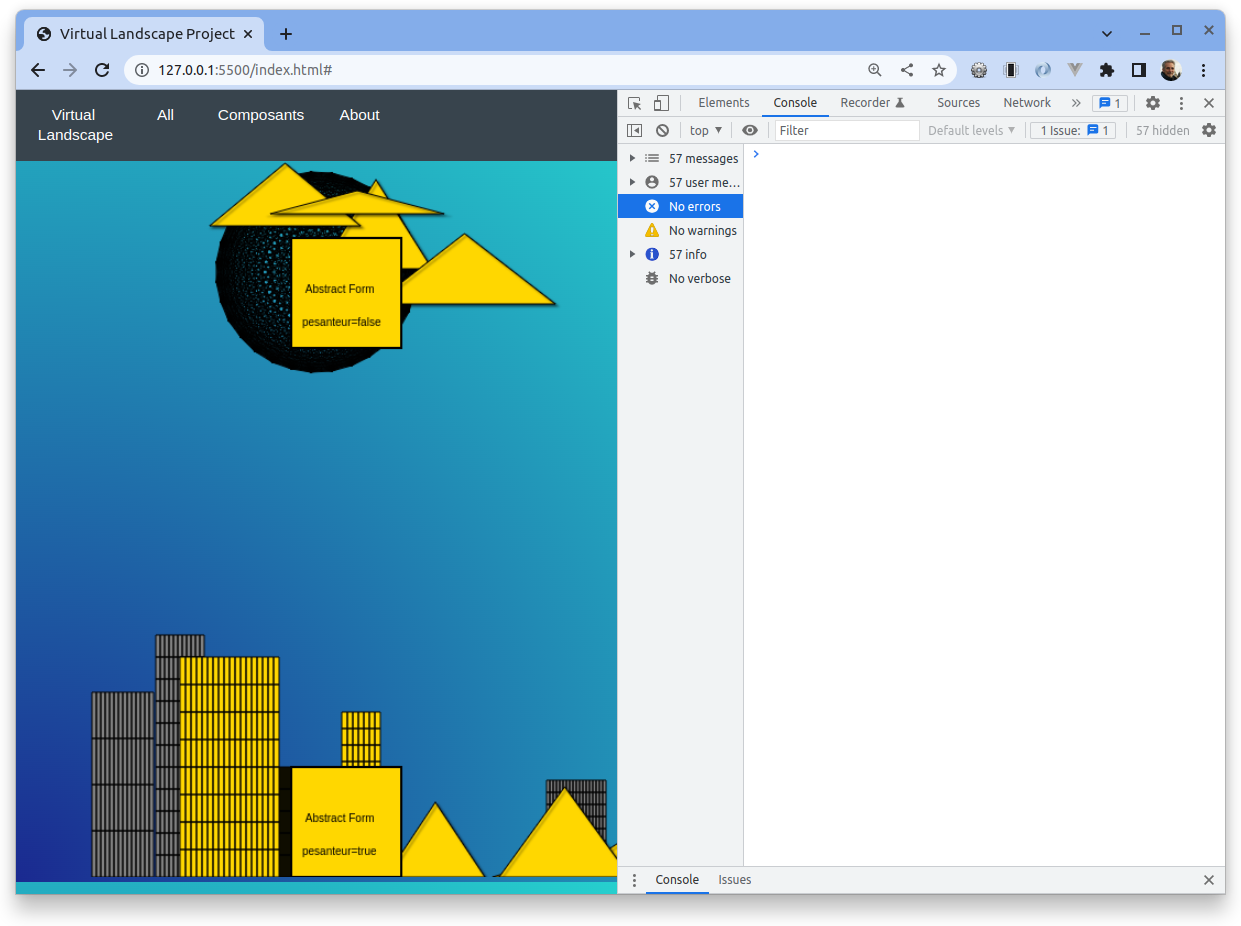 Virtual Landscape Project
127.0.0.1:5500/index.html#
Virtual Landscape
All
Composants
About
Abstract Form
pesanteur=false
Abstract Form
pesanteur=true
Elements
Console
Recorder
Sources
Network
»
1
top ▼
Filter
Default levels ▼
1 Issue: 1
57 hidden
57 messages
57 user me...
No errors
No warnings
57 info
No verbose
Console
Issues